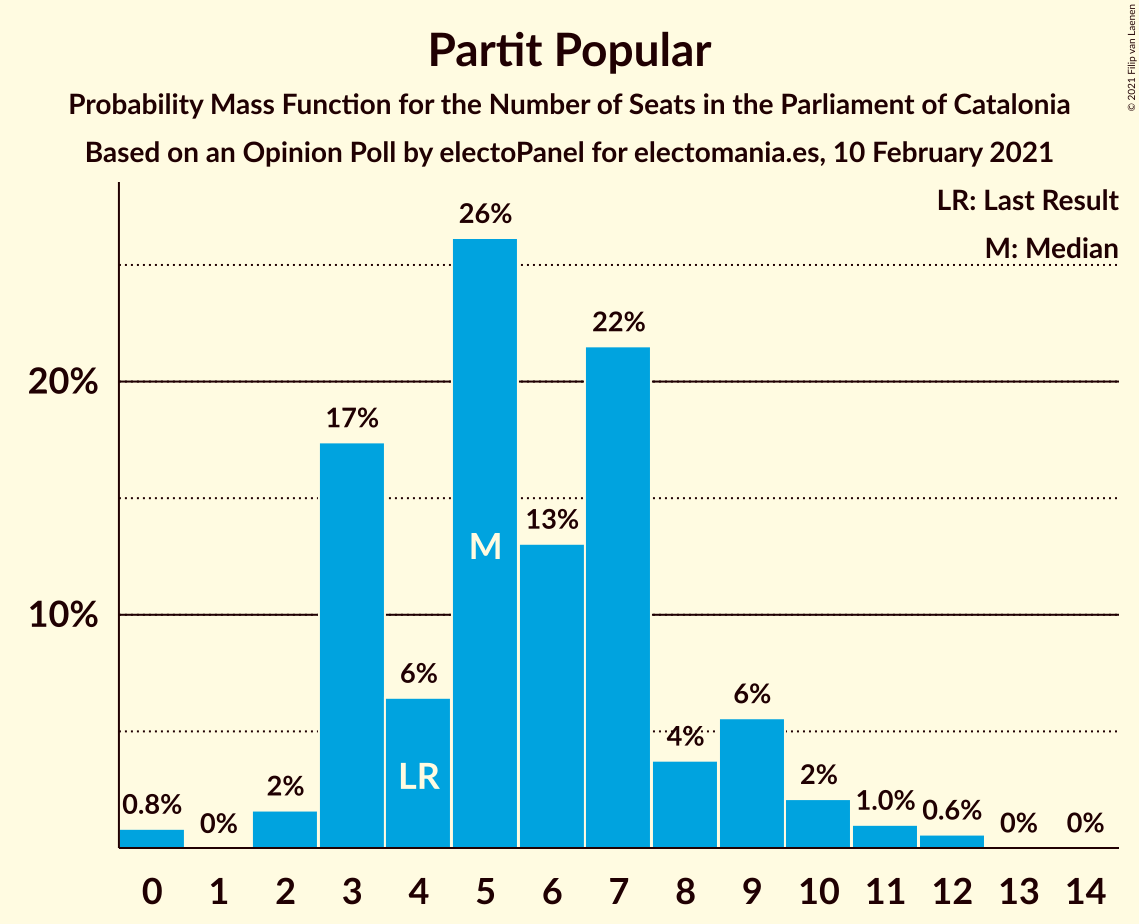 Partit Popular
Probability Mass Function for the Number of Seats in the Parliament of Catalonia
Based on an Opinion Poll by electoPanel for electomania.es, 10 February 2021
© 2021 Filip van Laenen
LR: Last Result
M: Median
20%
10%
0.8%
0%
2%
17%
6%
26%
13%
22%
4%
6%
2%
1.0%
0.6%
0%
0%
LR
M
0 1 2 3 4 5 6 7 8 9 10 11 12 13 14